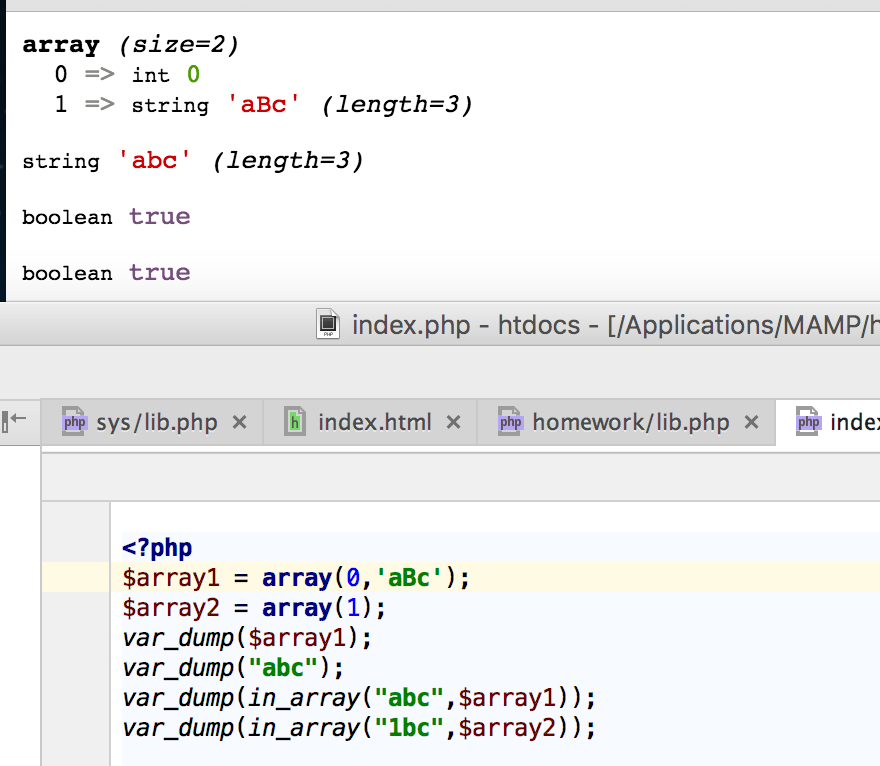 array (size=2)
0 => int 0
1 => string 'aBc' (length=3)
string 'abc' (length=3)
boolean true
boolean true
index.php - htdocs - [/Applications/MAMP/h
php sys/lib.php × h index.html × php homework/lib.php × php index
<?php
$array1 = array(0,'aBc');
$array2 = array(1);
var_dump($array1);
var_dump("abc");
var_dump(in_array("abc",$array1));
var_dump(in_array("1bc",$array2));